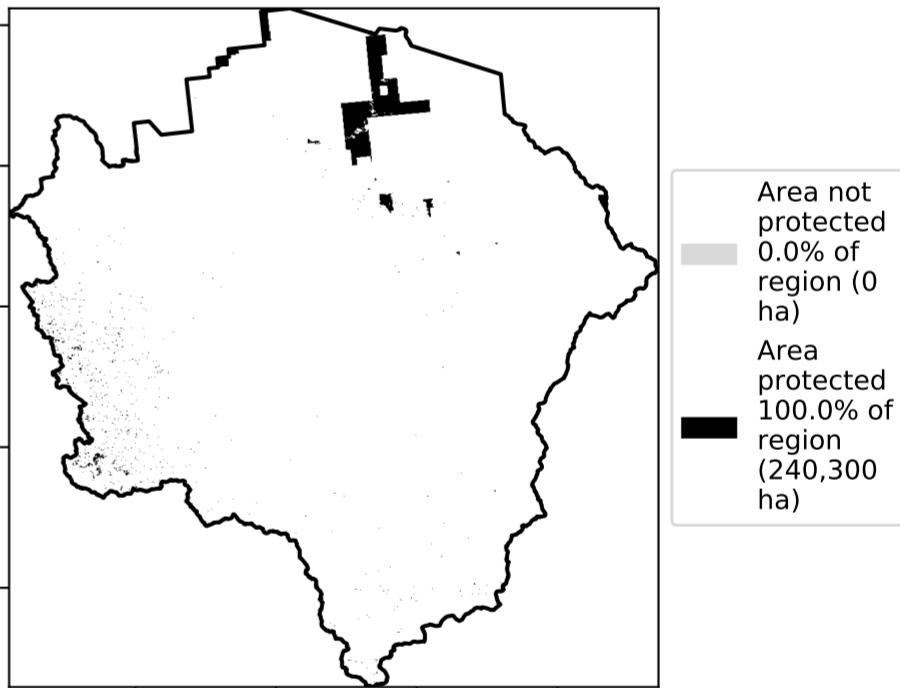 Area not
protected
0.0% of
region (0
ha)
Area
protected
100.0% of
region
(240,300
ha)